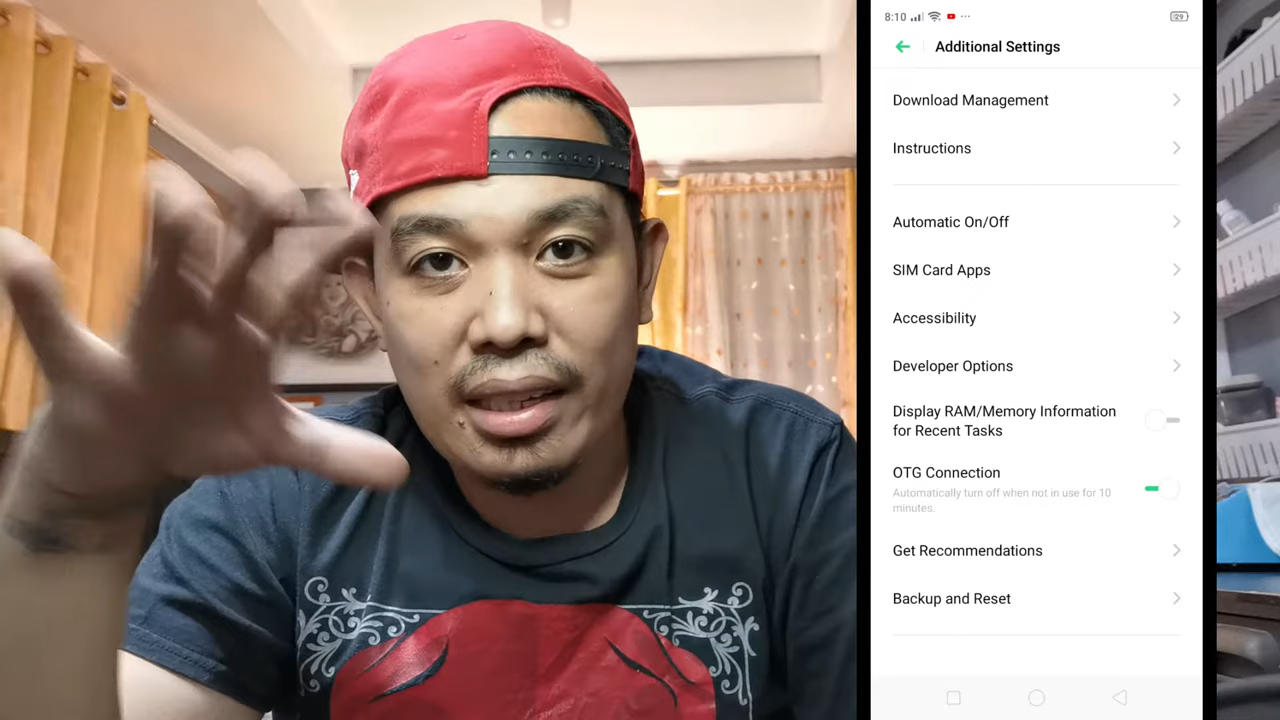 8:10
29
Additional Settings
Download Management
Instructions
Automatic On/Off
SIM Card Apps
Accessibility
Developer Options
Display RAM/Memory Information
for Recent Tasks
OTG Connection
Automatically turn off when not in use for 10
minutes.
Get Recommendations
Backup and Reset